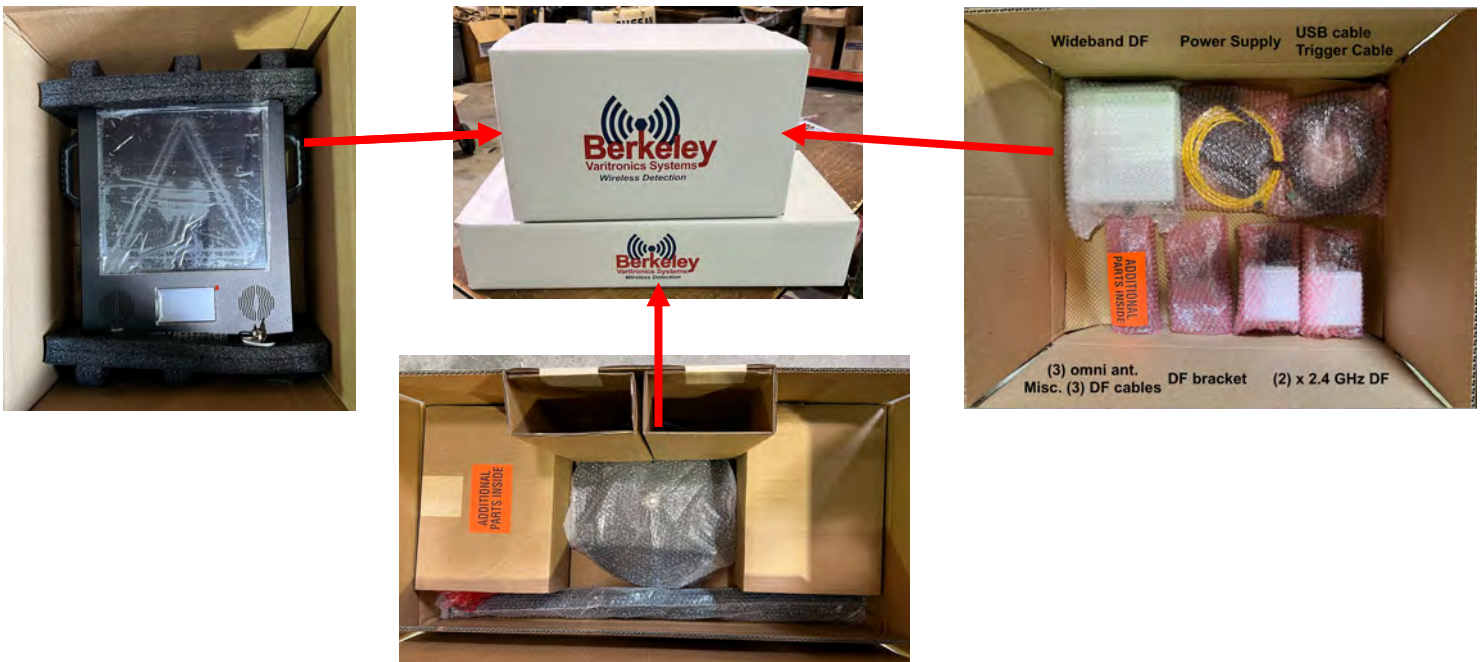 Berkeley
Varitronics Systems
Wireless Detection
Berkeley
Varitronics Systems
Wireless Detection
Wideband DF
Power Supply
USB cable
Trigger Cable
ADDITIONAL
PARTS INSIDE
(3) omni ant.
Misc. (3) DF cables
DF bracket
(2) x 2.4 GHz DF
ADDITIONAL
PARTS INSIDE